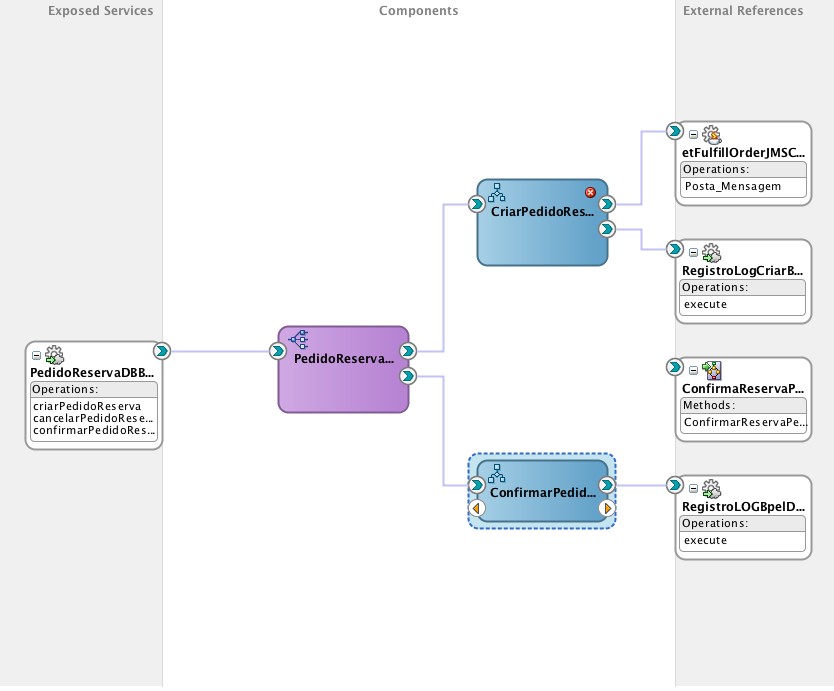 Exposed Services
Components
External References
etFulfillOrderJMSC...
Operations:
Posta_Mensagem
CriarPedidoRes...
RegistroLogCriarB...
Operations:
execute
PedidoReservaDBB...
Operations:
criarPedidoReserva
cancelarPedidoRese...
confirmarPedidoRes...
PedidoReserva...
ConfirmaReservaP...
Methods:
ConfirmarReservaPe...
ConfirmarPedid...
RegistroLOGBpelD...
Operations:
execute